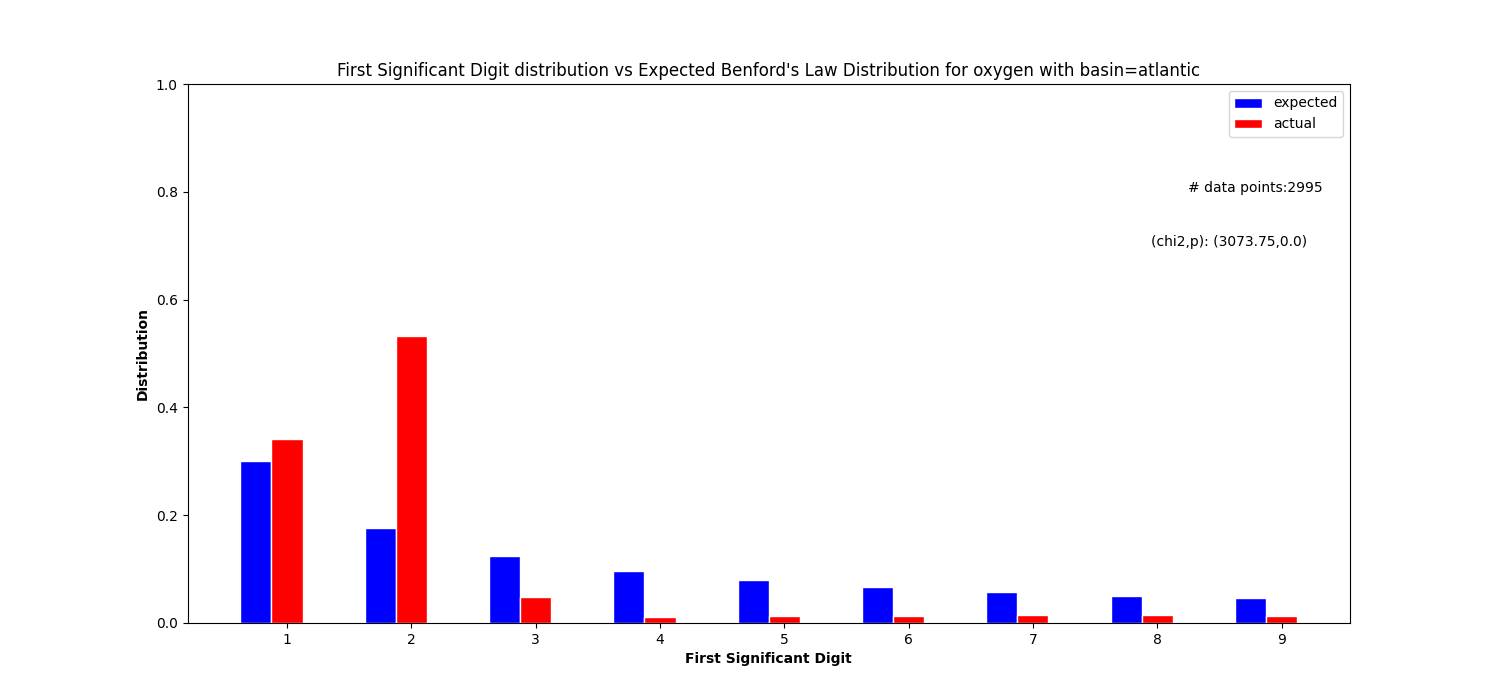 First Significant Digit distribution vs Expected Benford's Law Distribution for oxygen with basin=atlantic
1.0
expected
actual
0.8
# data points:2995
(chi2,p): (3073.75,0.0)
0.6
Distribution
0.4
0.2
0.0
1 2 3 4 5 6 7 8 9
First Significant Digit